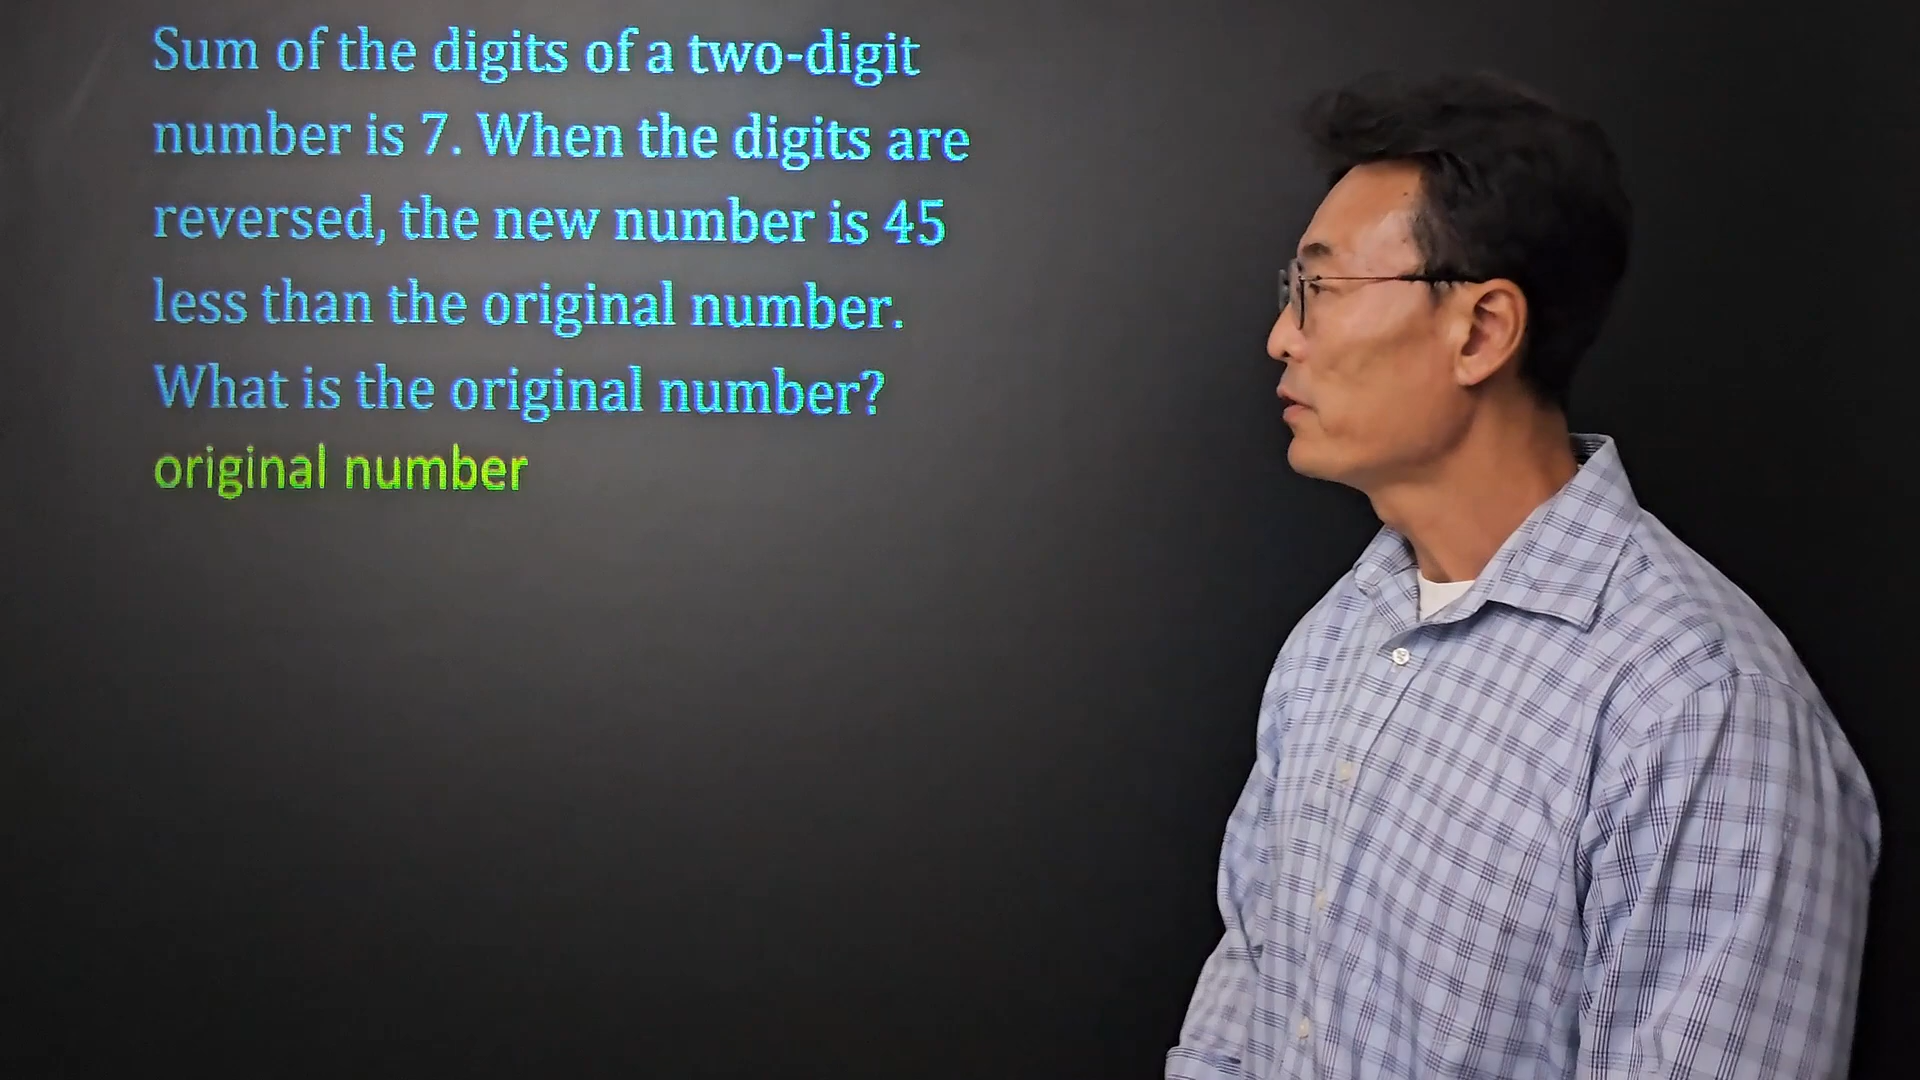 Sum of the digits of a two-digit
number is 7. When the digits are
reversed, the new number is 45
less than the original number.
What is the original number?
original number